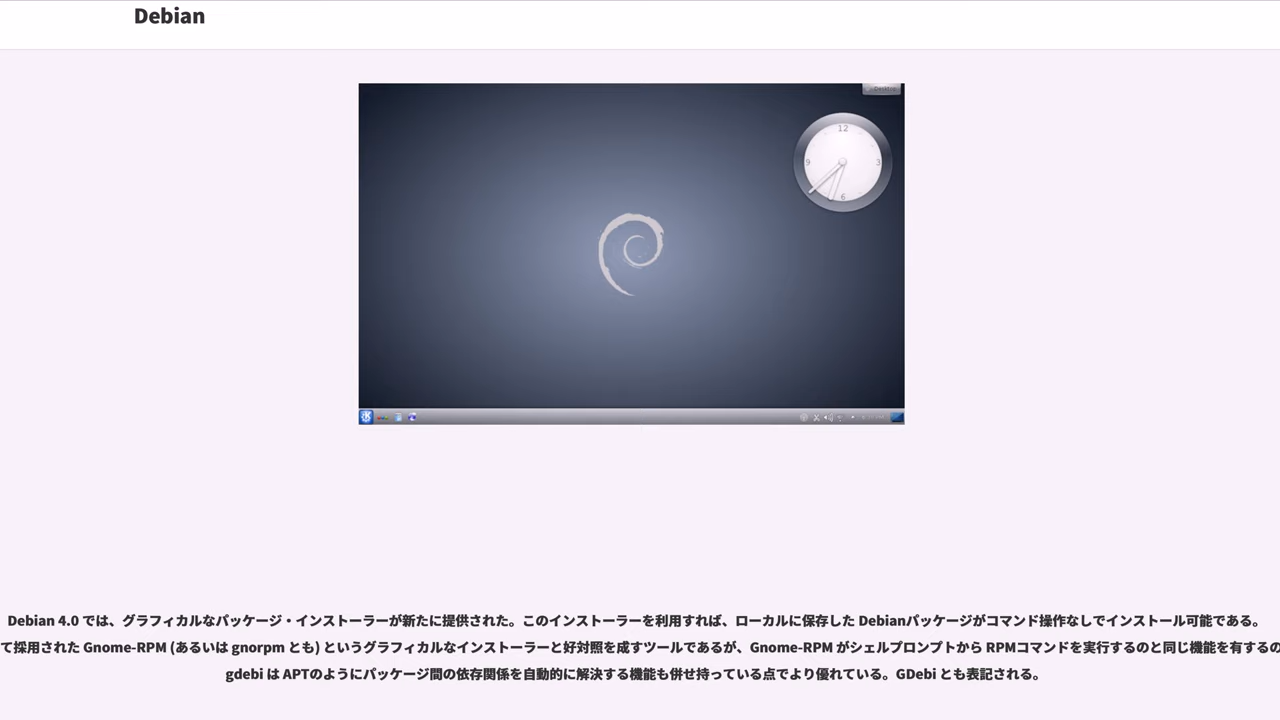 Debian
Desktop
12
9 3
6
Debian 4.0 では、グラフィカルなパッケージ・インストーラーが新たに提供された。このインストーラーを利用すれば、ローカルに保存した Debianパッケージがコマンド操作なしでインストール可能である。
て採用された Gnome-RPM (あるいは gnorpm とも) というグラフィカルなインストーラーと好対照を成すツールであるが、Gnome-RPM がシェルプロンプトから RPMコマンドを実行するのと同じ機能を有するの
gdebi は APTのようにパッケージ間の依存関係を自動的に解決する機能も併せ持っている点でより優れている。GDebi とも表記される。